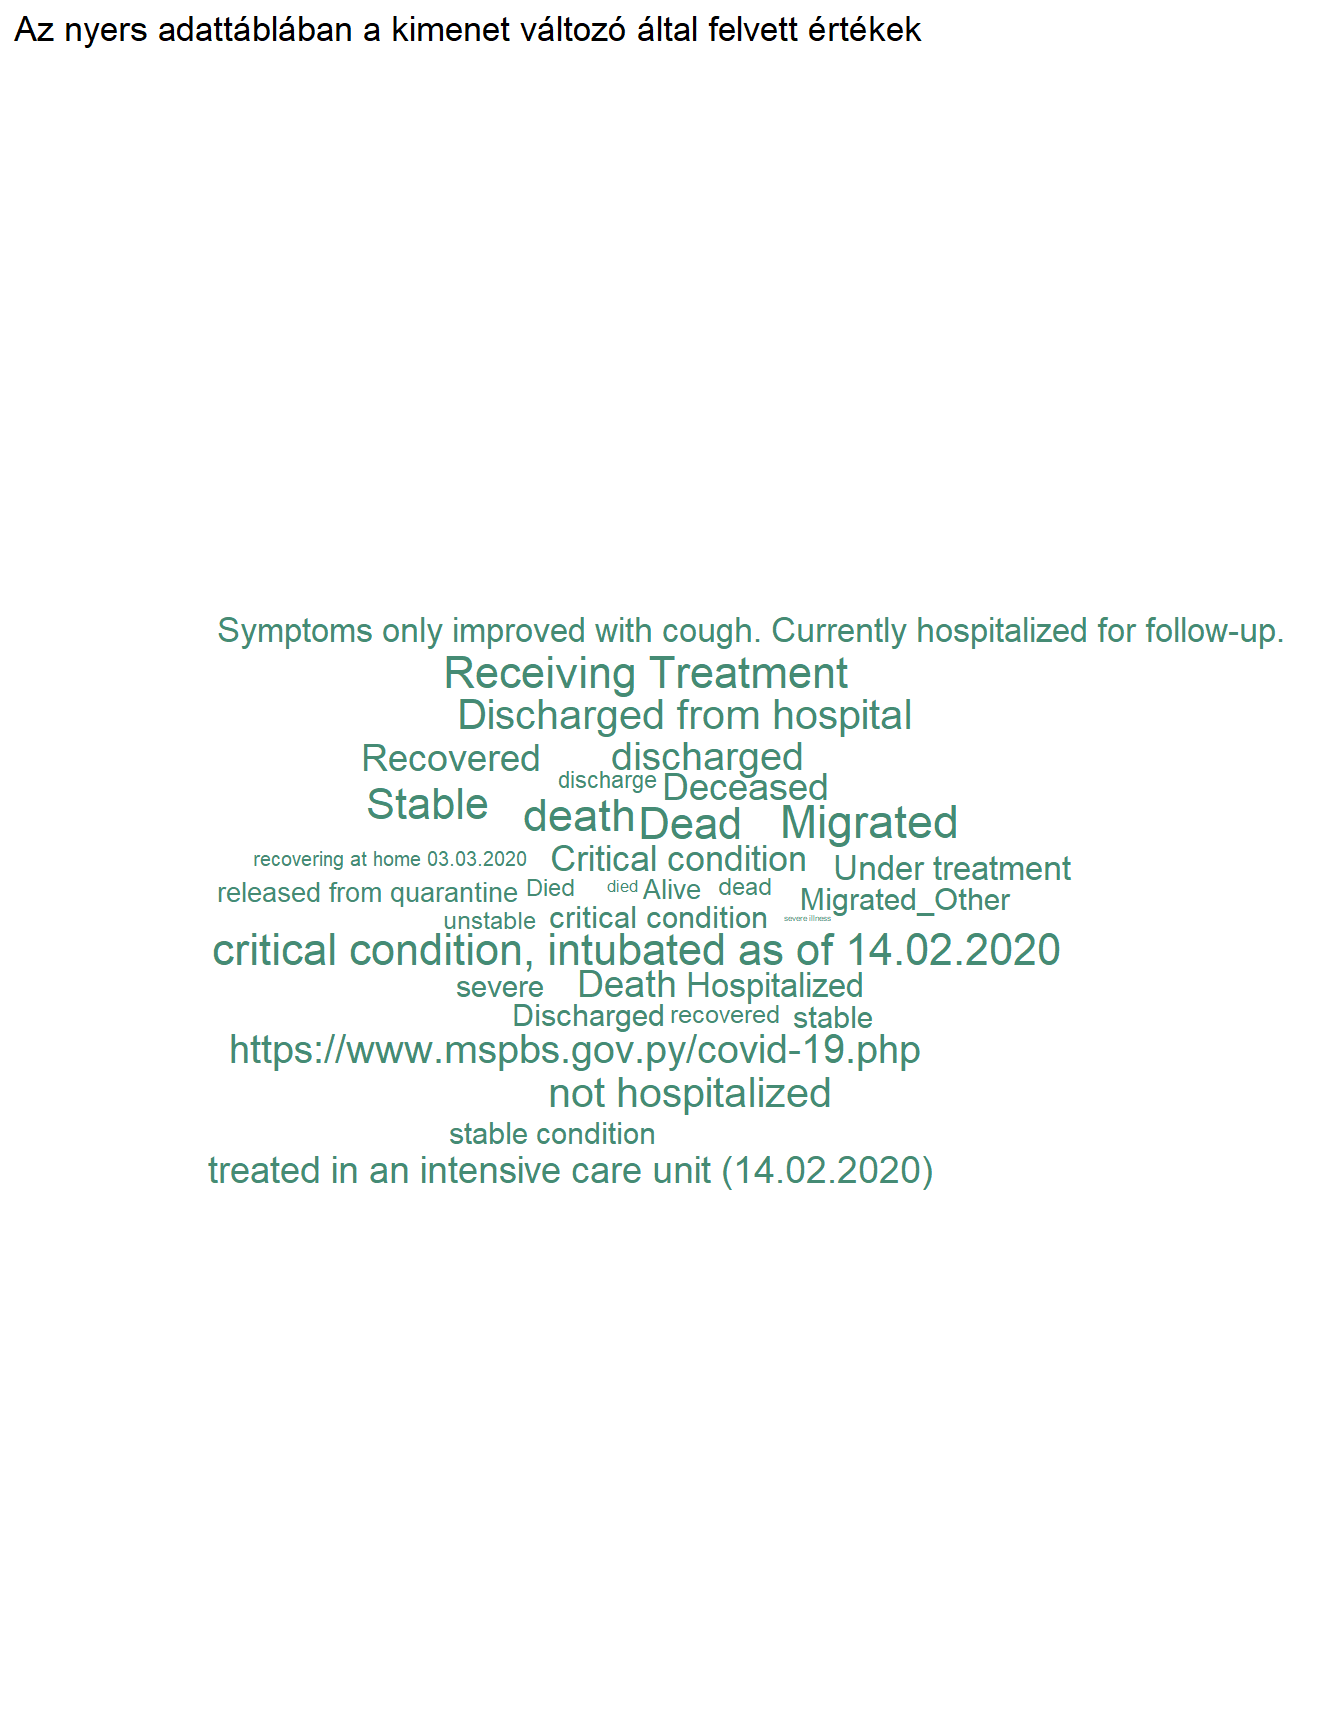 Az nyers adattáblában a kimenet változó által felvett értékek
Symptoms only improved with cough. Currently hospitalized for follow-up.
Receiving Treatment
Discharged from hospital
Recovered discharged
discharge Deceased
Stable death Dead Migrated
recovering at home 03.03.2020 Critical condition Under treatment
released from quarantine Died died Alive dead Migrated_Other
unstable critical condition severe illness
critical condition, intubated as of 14.02.2020
severe Death Hospitalized
Discharged recovered stable
https://www.mspbs.gov.py/covid-19.php
not hospitalized
stable condition
treated in an intensive care unit (14.02.2020)